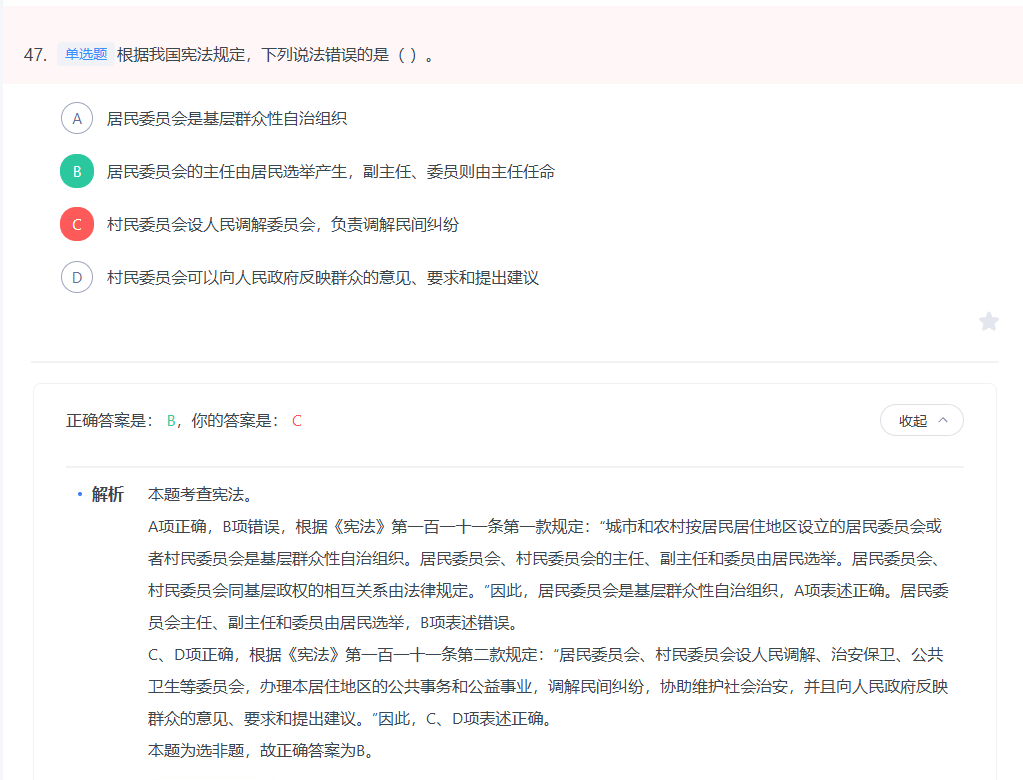 47. 单选题 根据我国宪法规定，下列说法错误的是（ ）。
A 居民委员会是基层群众性自治组织
B 居民委员会的主任由居民选举产生，副主任、委员则由主任任命
C 村民委员会设人民调解委员会，负责调解民间纠纷
D 村民委员会可以向人民政府反映群众的意见、要求和提出建议
正确答案是： B，你的答案是： C 收起
解析 本题考查宪法。
A项正确，B项错误，根据《宪法》第一百一十一条第一款规定：“城市和农村按居民居住地区设立的居民委员会或
者村民委员会是基层群众性自治组织。居民委员会、村民委员会的主任、副主任和委员由居民选举。居民委员会、
村民委员会同基层政权的相互关系由法律规定。”因此，居民委员会是基层群众性自治组织，A项表述正确。居民委
员会主任、副主任和委员由居民选举，B项表述错误。
C、D项正确，根据《宪法》第一百一十一条第二款规定：“居民委员会、村民委员会设人民调解、治安保卫、公共
卫生等委员会，办理本居住地区的公共事务和公益事业，调解民间纠纷，协助维护社会治安，并且向人民政府反映
群众的意见、要求和提出建议。”因此，C、D项表述正确。
本题为选非题，故正确答案为B。